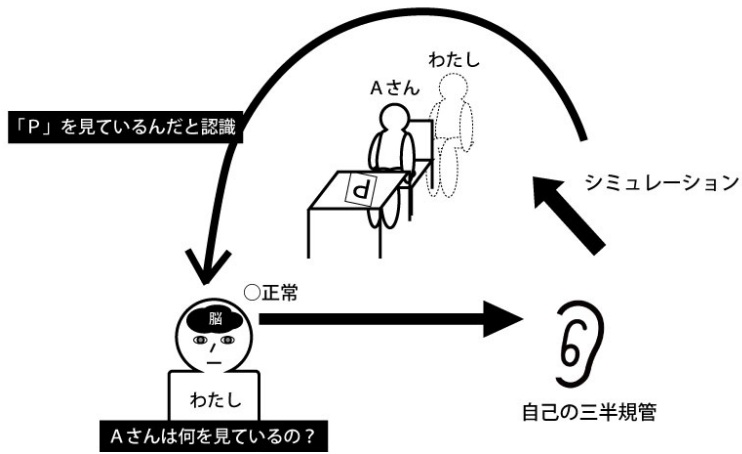 わたし
Aさん
「P」を見ているんだと認識
P
シミュレーション
○正常
脳
わたし
自己の三半規管
Aさんは何を見ているの？